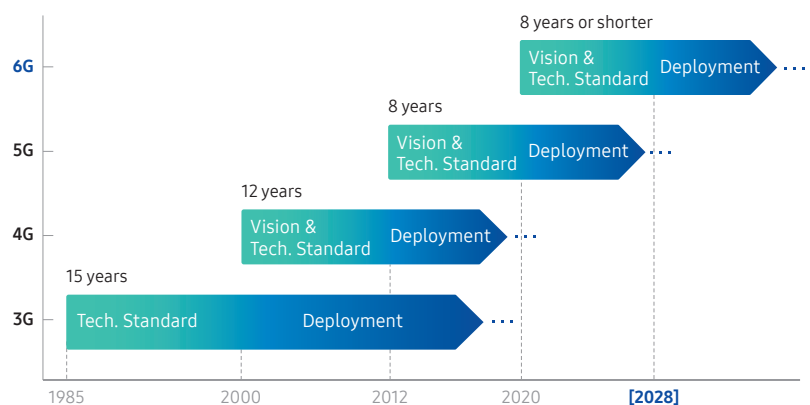 8 years or shorter
6G
Vision &
Tech. Standard
Deployment
8 years
5G
Vision &
Tech. Standard
Deployment
12 years
4G
Vision &
Tech. Standard
Deployment
15 years
3G
Tech. Standard
Deployment
1985
2000
2012
2020
[2028]